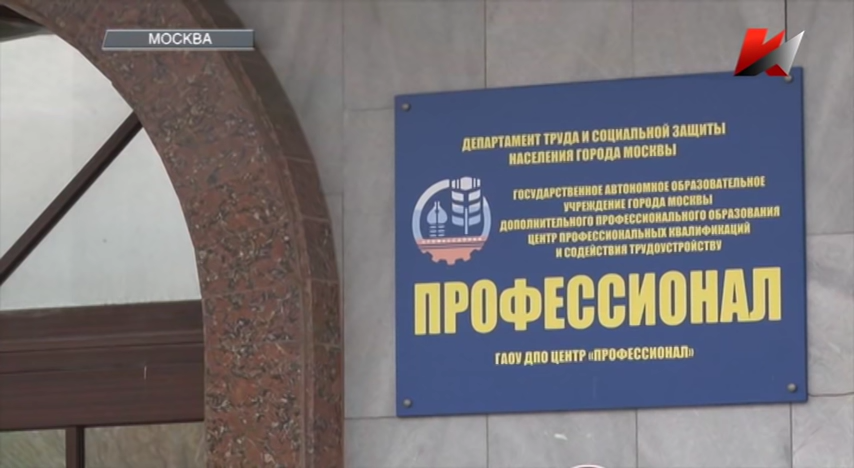 МОСКВА
ДЕПАРТАМЕНТ ТРУДА И СОЦИАЛЬНОЙ ЗАЩИТЫ
НАСЕЛЕНИЯ ГОРОДА МОСКВЫ
ГОСУДАРСТВЕННОЕ АВТОНОМНОЕ ОБРАЗОВАТЕЛЬНОЕ
УЧРЕЖДЕНИЕ ГОРОДА МОСКВЫ
ДОПОЛНИТЕЛЬНОГО ПРОФЕССИОНАЛЬНОГО ОБРАЗОВАНИЯ
ЦЕНТР ПРОФЕССИОНАЛЬНЫХ КВАЛИФИКАЦИЙ
И СОДЕЙСТВИЯ ТРУДОУСТРОЙСТВУ
ПРОФЕССИОНАЛ
ГАОУ ДПО ЦЕНТР «ПРОФЕССИОНАЛ»